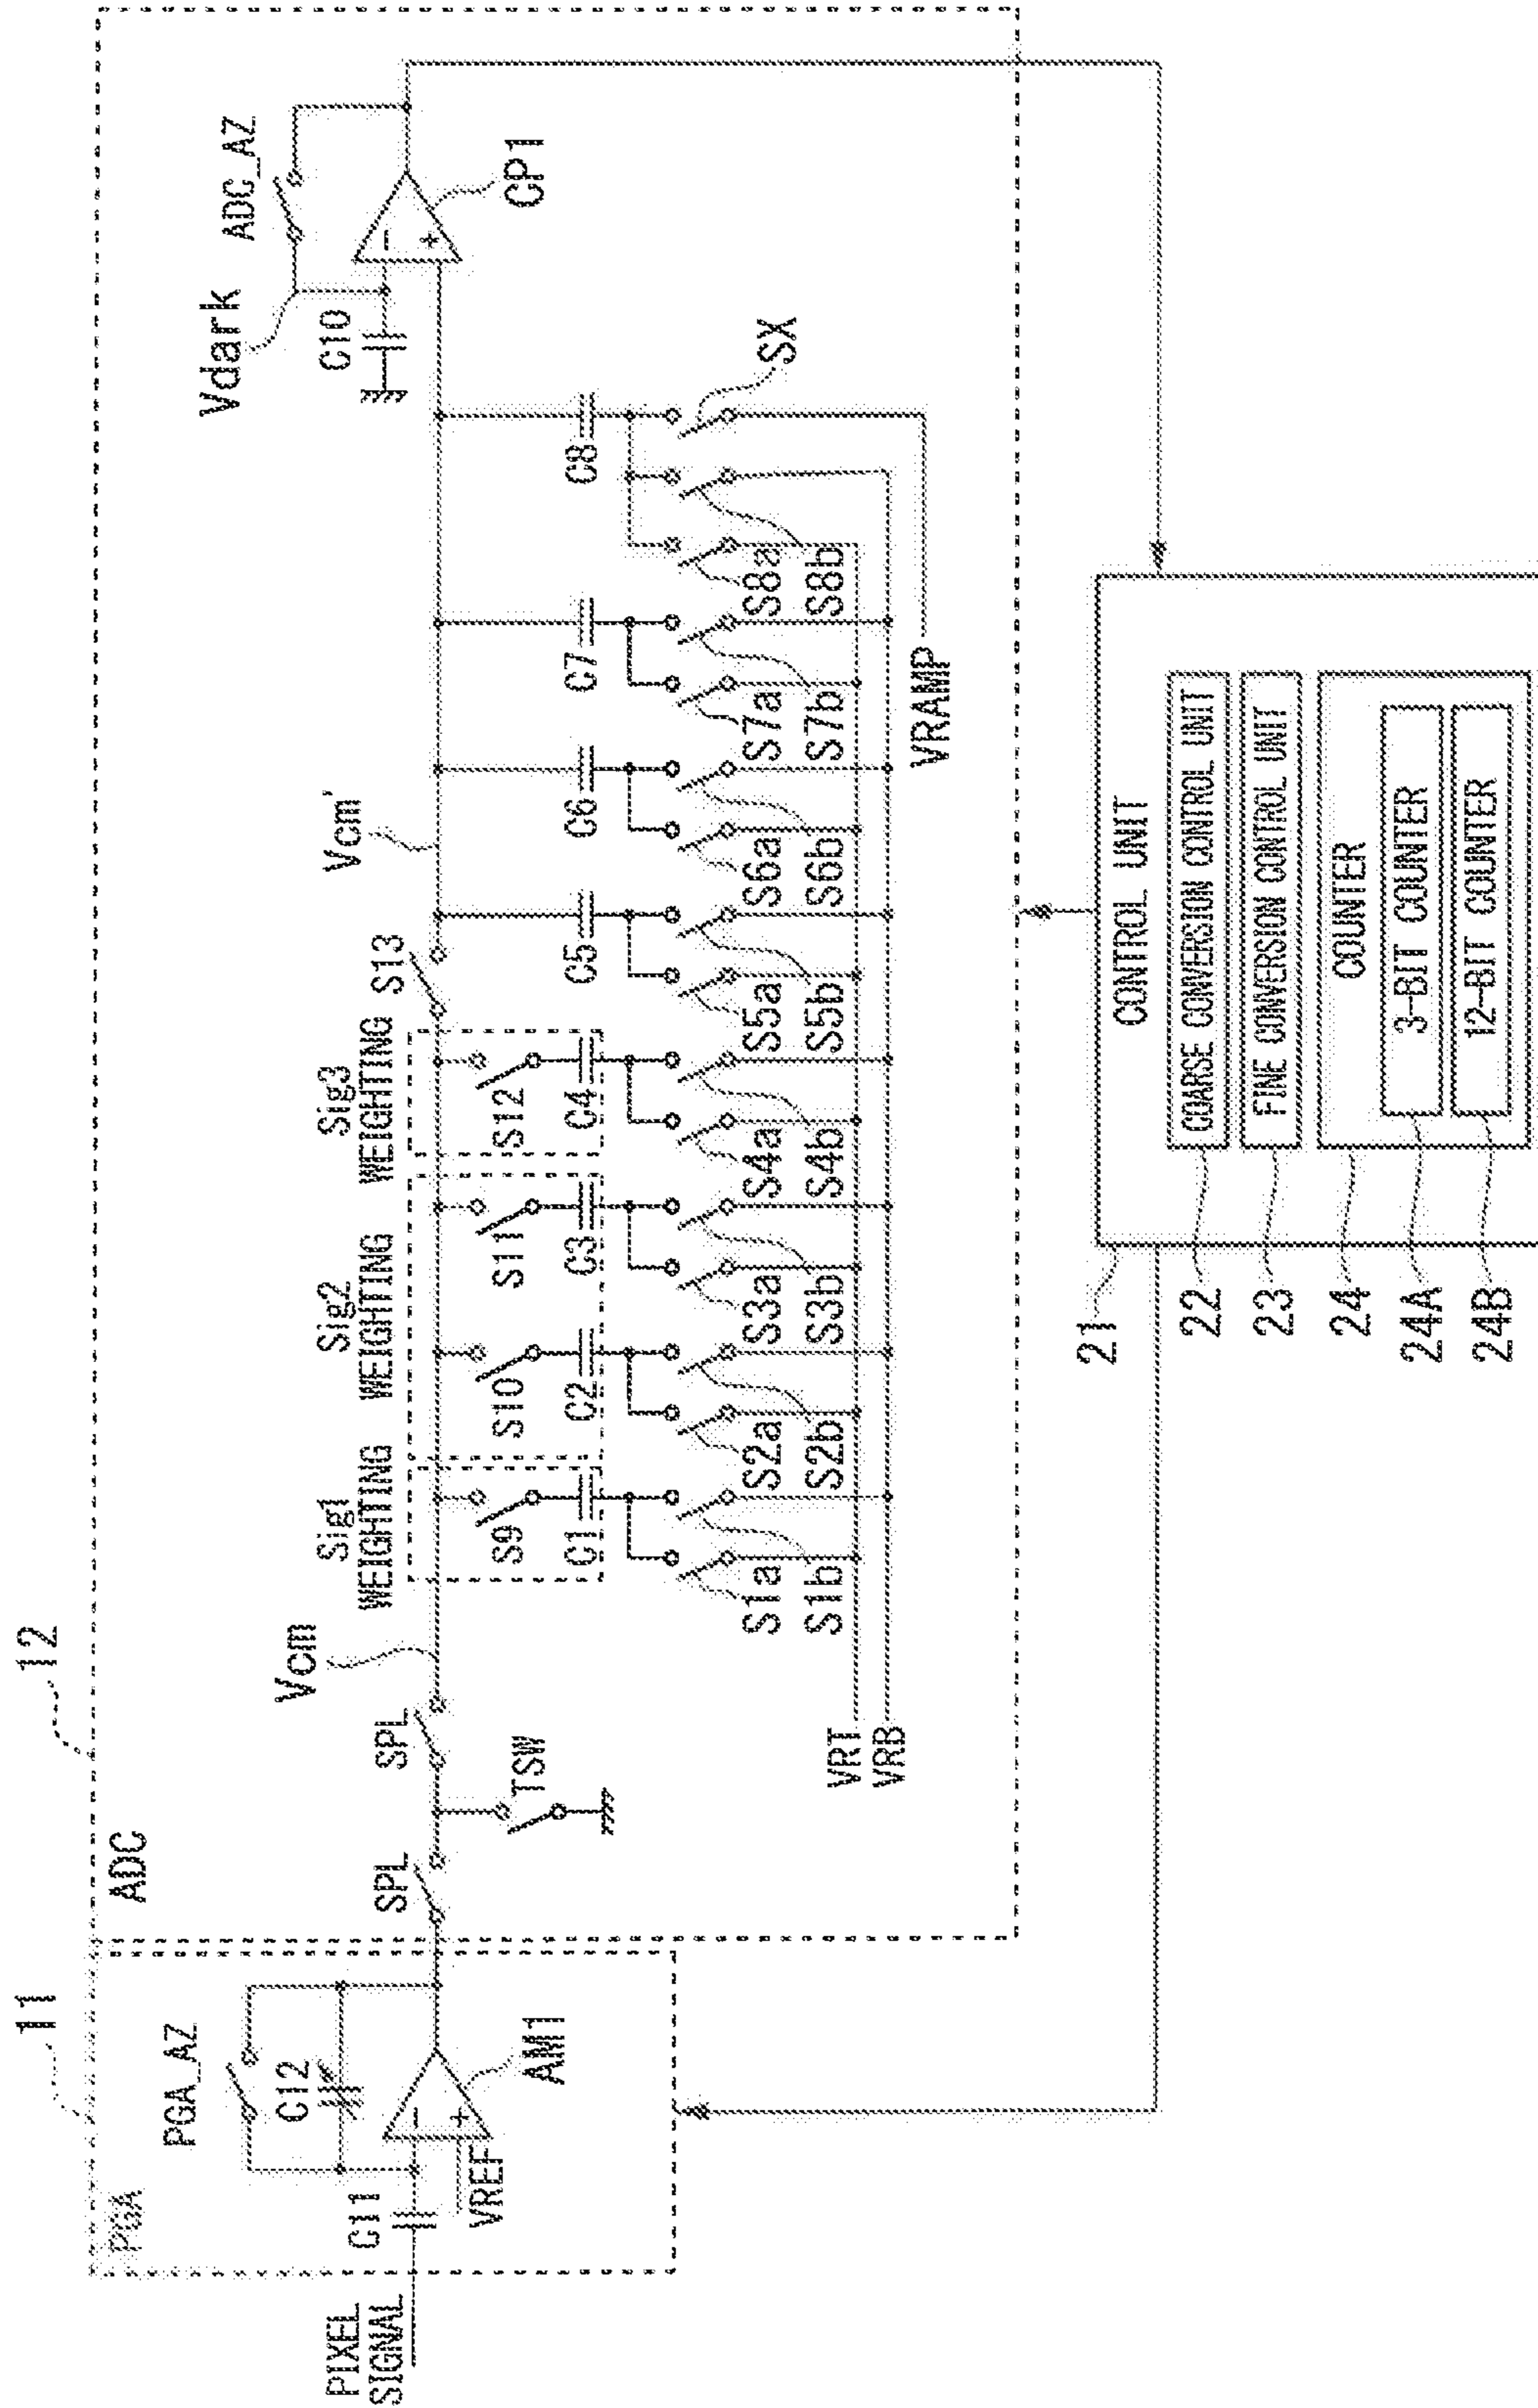 11
12
PGA
ADC
PGA_AZ
C12
C11
PIXEL
SIGNAL
VREF
AM1
SPL
TSW
SPL
Vcm
Sig1
WEIGHTING
Sig2
WEIGHTING
Sig3
WEIGHTING
S13
Vcm'
Vdark
ADC_AZ
C10
CP1
S9
S10
S11
S12
C1
C2
C3
C4
C5
C6
C7
C8
SX
S1a
S1b
S2a
S2b
S3a
S3b
S4a
S4b
S5a
S5b
S6a
S6b
S7a
S7b
S8a
S8b
VRT
VRB
VRAMP
21
CONTROL UNIT
22
COARSE CONVERSION CONTROL UNIT
23
FINE CONVERSION CONTROL UNIT
24
COUNTER
24A
3-BIT COUNTER
24B
12-BIT COUNTER